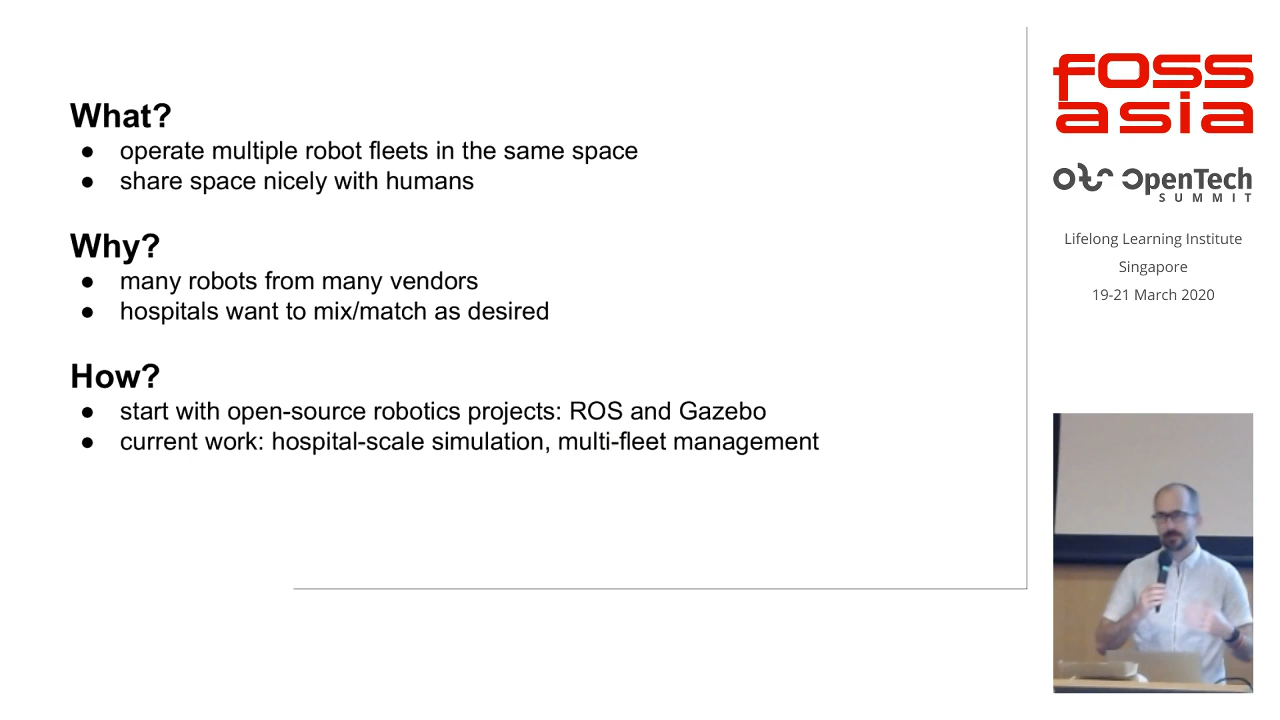 What?
● operate multiple robot fleets in the same space
● share space nicely with humans
Why?
● many robots from many vendors
● hospitals want to mix/match as desired
How?
● start with open-source robotics projects: ROS and Gazebo
● current work: hospital-scale simulation, multi-fleet management
foss
asia
ots OpenTech
SUMMIT
Lifelong Learning Institute
Singapore
19-21 March 2020